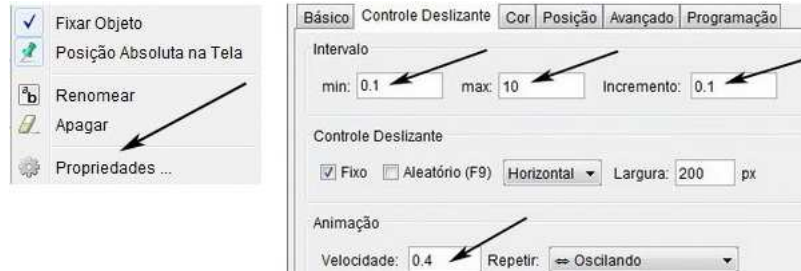 Fixar Objeto
Posição Absoluta na Tela
ab Renomear
Apagar
Propriedades ...
Básico Controle Deslizante Cor Posição Avançado Programação
Intervalo
min: 0.1 max: 10 Incremento: 0.1
Controle Deslizante
Fixo Aleatório (F9) Horizontal Largura: 200 px
Animação
Velocidade: 0.4 Repetir: ⇔ Oscilando